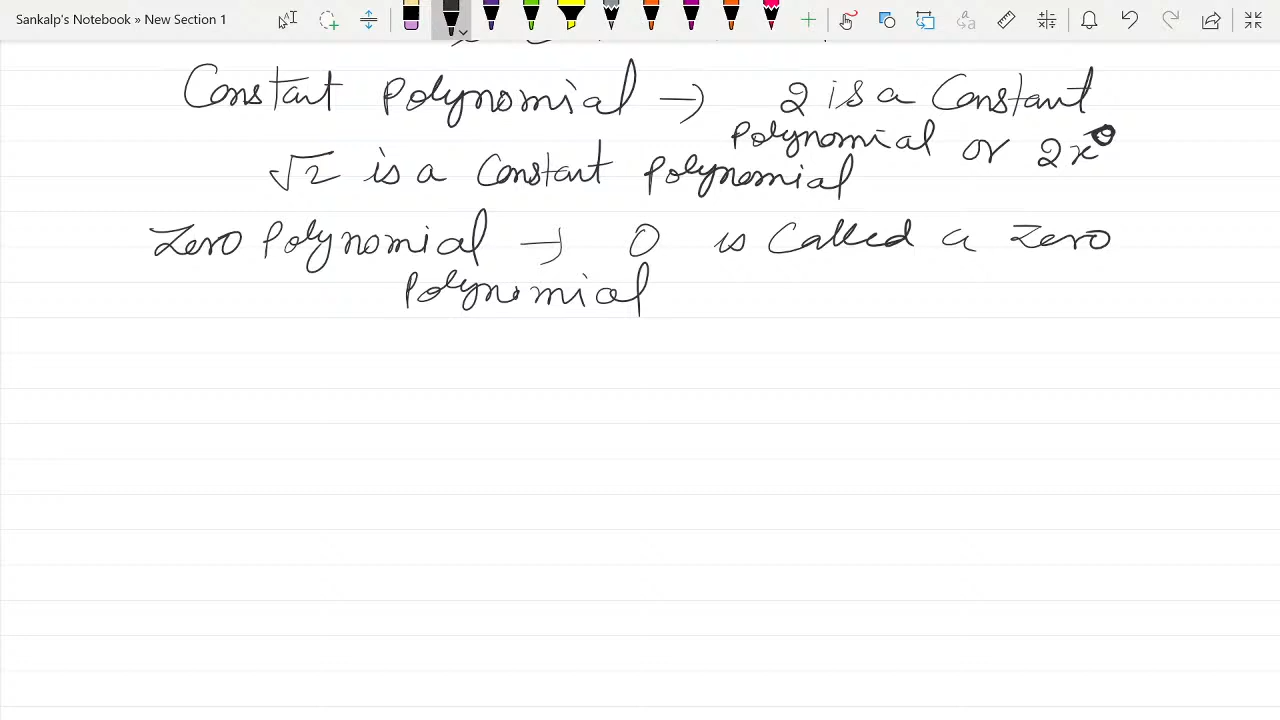 Sankalp's Notebook » New Section 1
Constant Polynomial → 2 is a Constant
Polynomial or 2x⁰
√2 is a Constant Polynomial
Zero Polynomial → 0 is Called a Zero
Polynomial